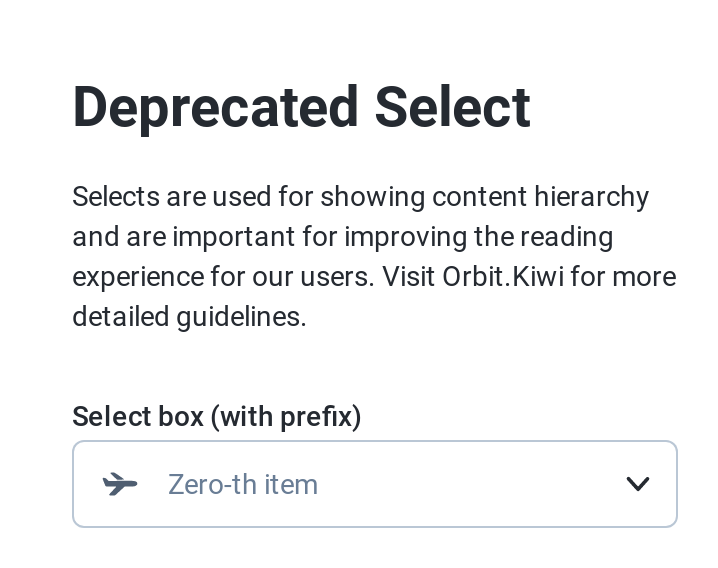 Deprecated Select
Selects are used for showing content hierarchy
and are important for improving the reading
experience for our users. Visit Orbit.Kiwi for more
detailed guidelines.
Select box (with prefix)
Zero-th item